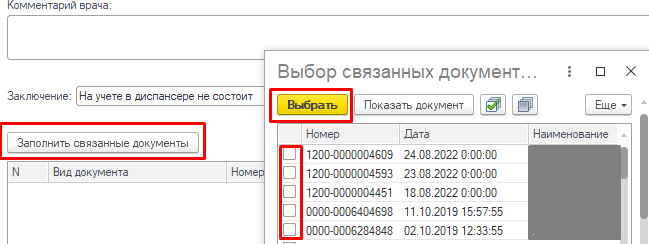 Комментарий врача:
Заключение: На учете в диспансере не состоит
Заполнить связанные документы
N Вид документа Номер
Выбор связанных документ...
Выбрать Показать документ Еще
Номер Дата Наименование
1200-0000004609 24.08.2022 0:00:00
1200-0000004593 23.08.2022 0:00:00
1200-0000004451 18.08.2022 0:00:00
0000-0006404698 11.10.2019 15:57:55
0000-0006284848 02.10.2019 12:33:55